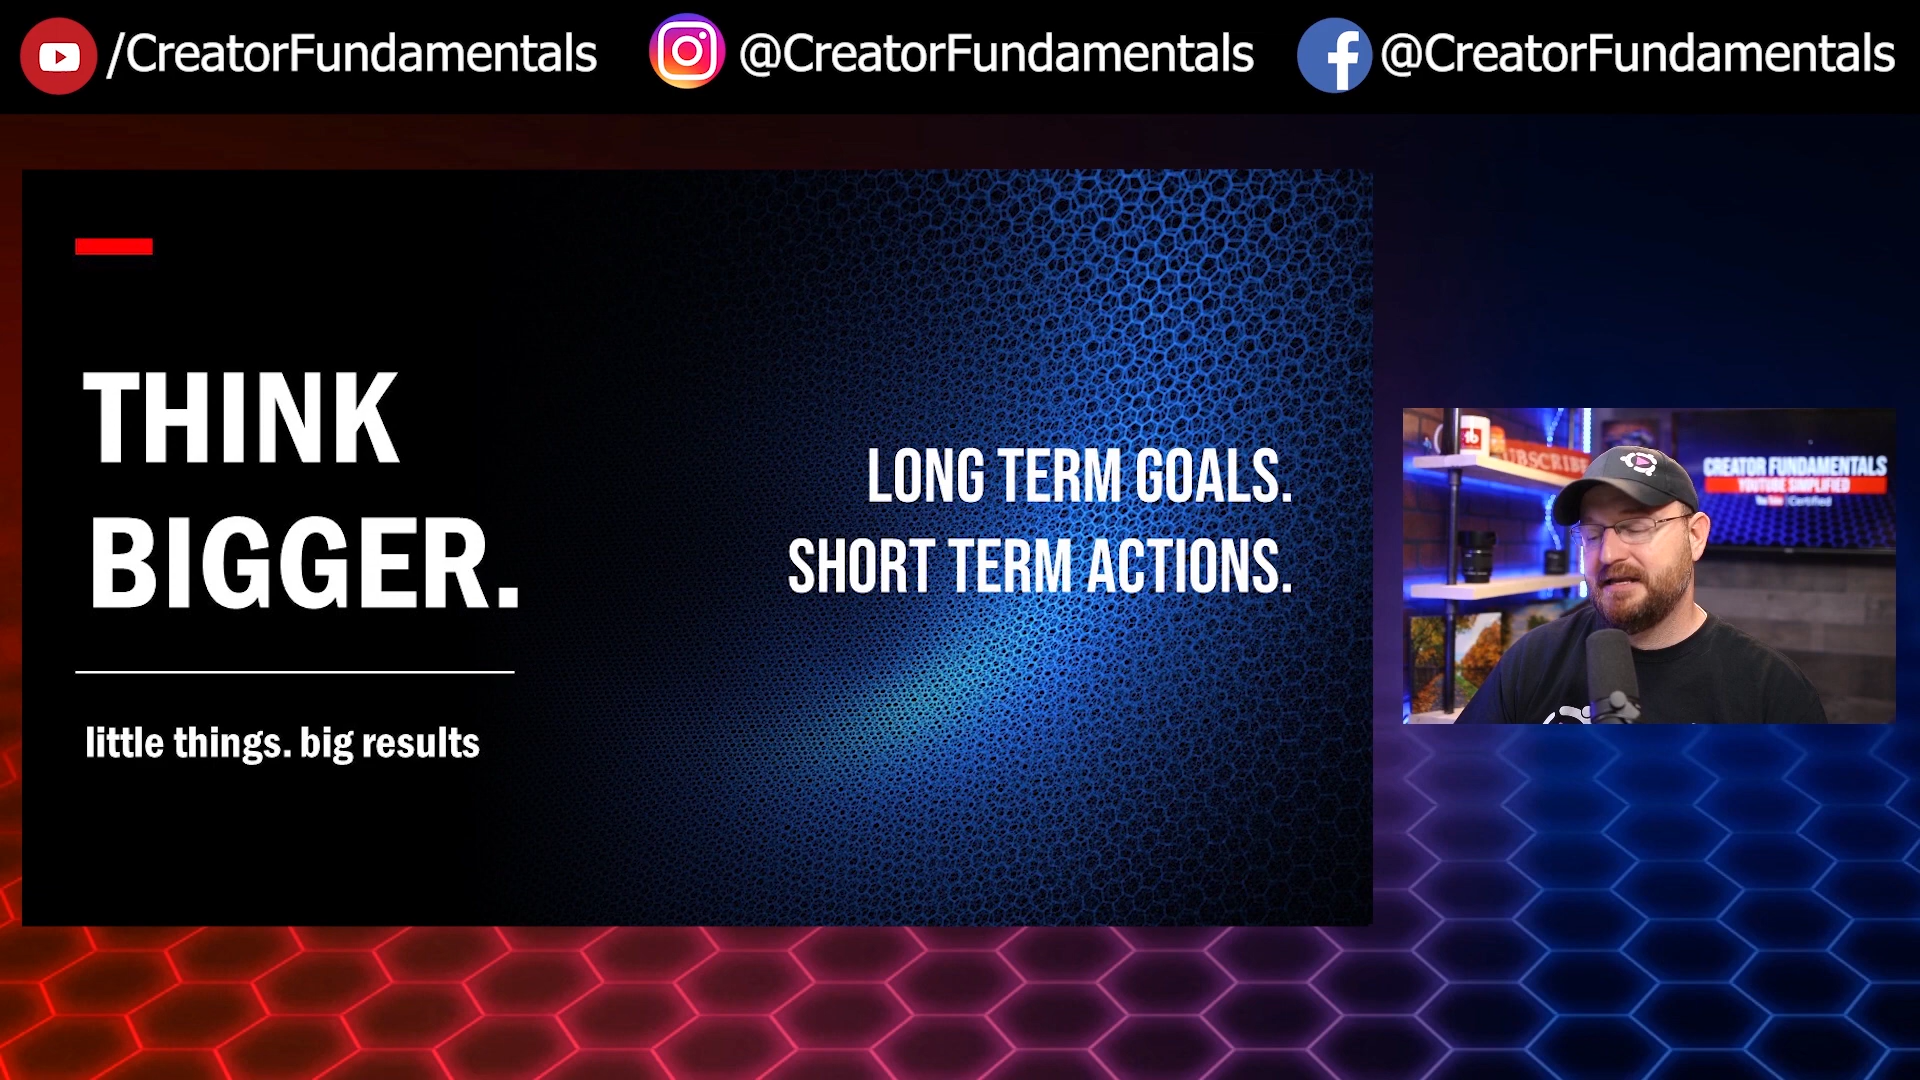 /CreatorFundamentals
@CreatorFundamentals
@CreatorFundamentals
THINK
BIGGER.
little things. big results
LONG TERM GOALS.
SHORT TERM ACTIONS.
CREATOR FUNDAMENTALS
YOUTUBE SIMPLIFIED
Certified